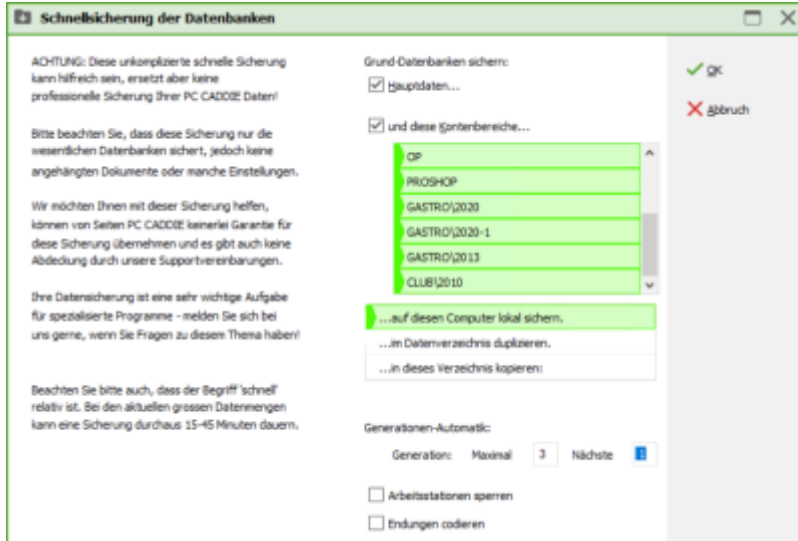 Schnellsicherung der Datenbanken
ACHTUNG: Diese unkomplizierte schnelle Sicherung
kann hilfreich sein, ersetzt aber keine
professionelle Sicherung Ihrer PC CADDIE Daten!
Bitte beachten Sie, dass diese Sicherung nur die
wesentlichen Datenbanken sichert, jedoch keine
angehängten Dokumente oder manche Einstellungen.
Wir möchten Ihnen mit dieser Sicherung helfen,
können von Seiten PC CADDIE keinerlei Garantie für
diese Sicherung übernehmen und es gibt auch keine
Abdeckung durch unsere Supportvereinbarungen.
Ihre Datensicherung ist eine sehr wichtige Aufgabe
für spezialisierte Programme - melden Sie sich bei
uns gerne, wenn Sie Fragen zu diesem Thema haben!
Beachten Sie bitte auch, dass der Begriff 'schnell'
relativ ist. Bei den aktuellen grossen Datenmengen
kann eine Sicherung durchaus 15-45 Minuten dauern.
Grund-Datenbanken sichern:
Hauptdaten...
und diese Kontenbereiche...
OP
PROSHOP
GASTRO\2020
GASTRO\2020-1
GASTRO\2013
CLUB\2010
...auf diesen Computer lokal sichern.
...im Datenverzeichnis duplizieren.
...in dieses Verzeichnis kopieren:
Generationen-Automatik:
Generation: Maximal 3 Nächste 1
Arbeitsstationen sperren
Endungen codieren
OK
Abbruch